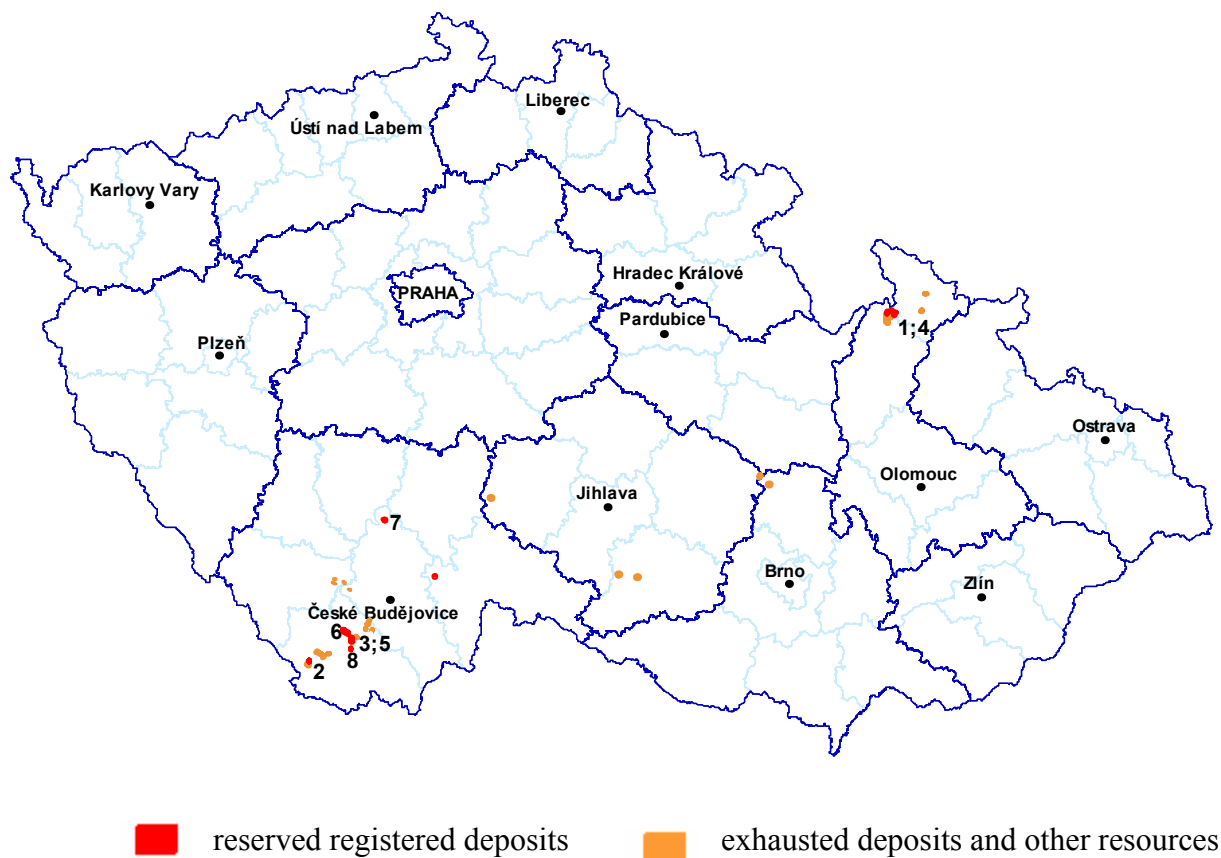 Liberec
Ústí nad Labem
Karlovy Vary
Hradec Králové
PRAHA
Pardubice
1;4
Plzeň
Ostrava
Olomouc
Jihlava
7
Brno
Zlín
České Budějovice
6
3;5
8
2
reserved registered deposits
exhausted deposits and other resources